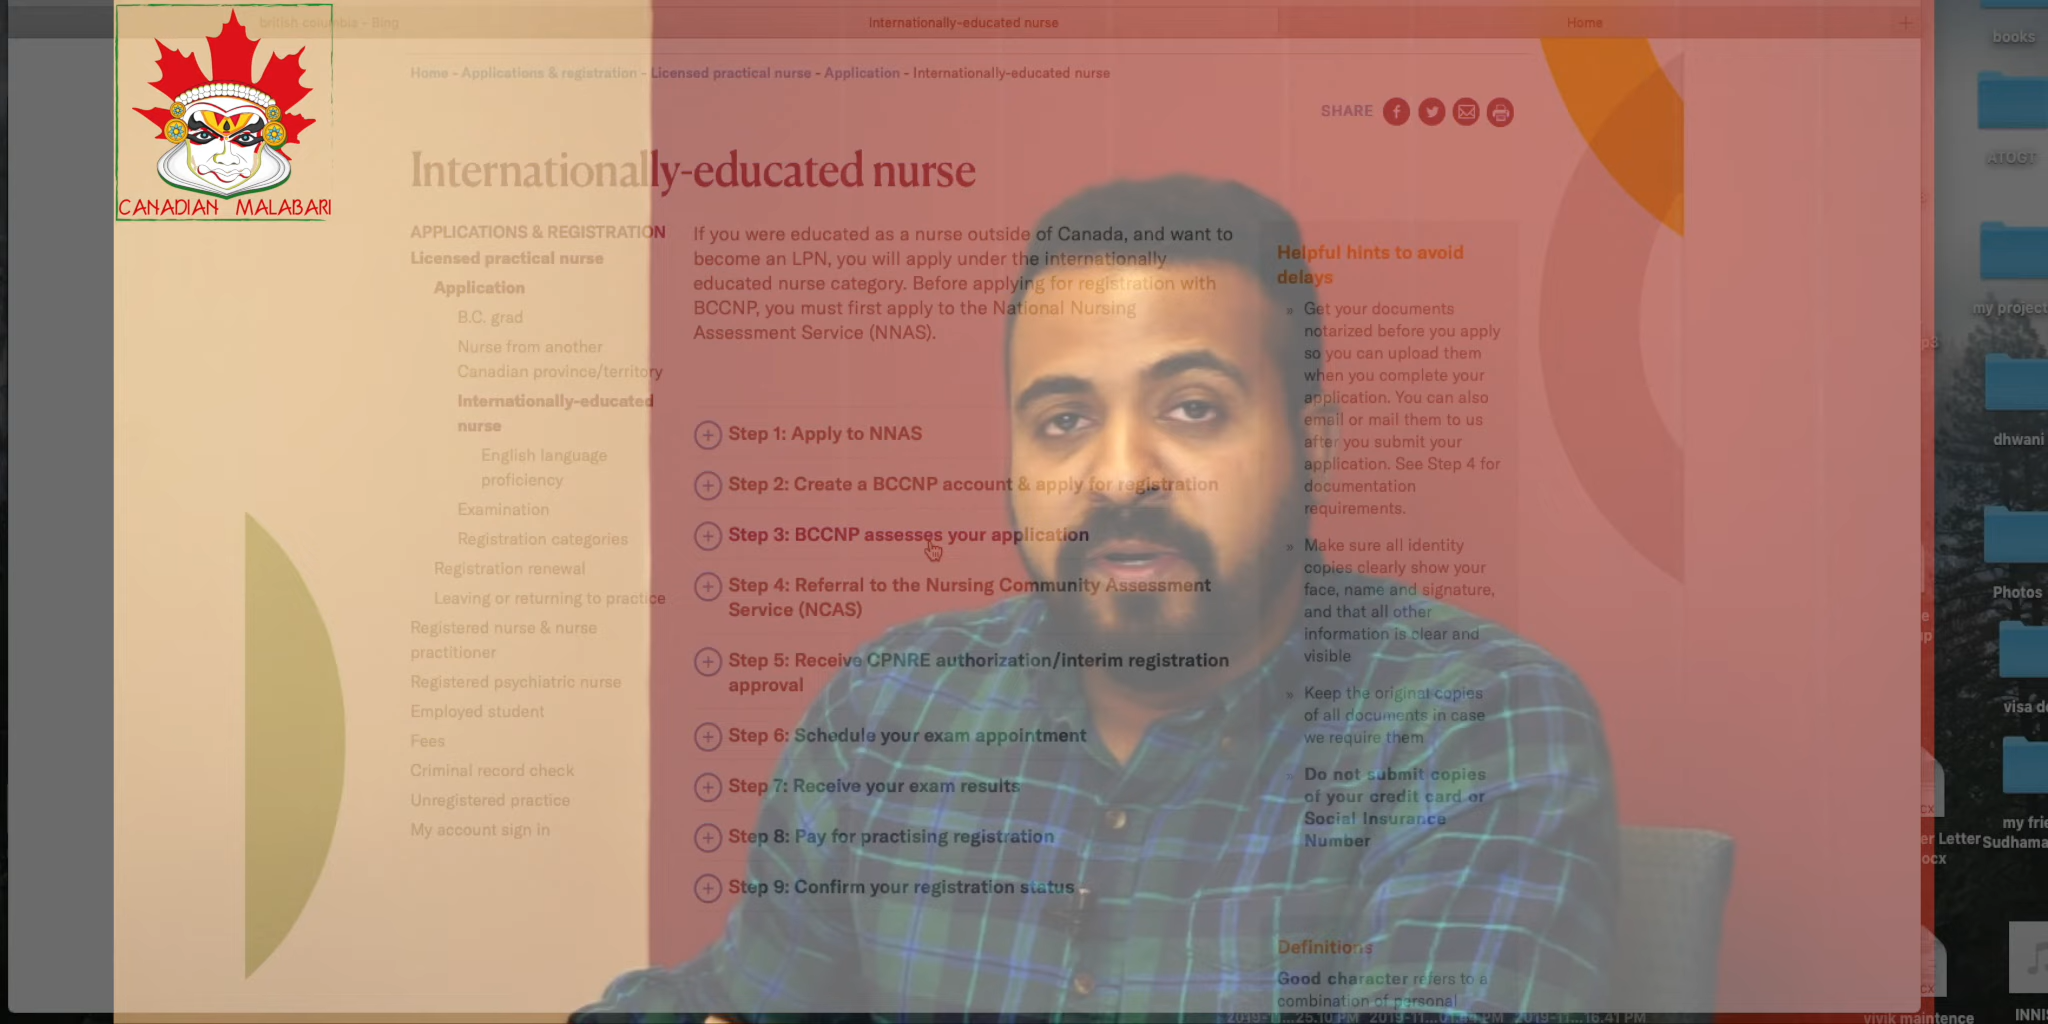 british columbia - Bing
Internationally-educated nurse
Home
Home - Applications & registration - Licensed practical nurse - Application - Internationally-educated nurse
SHARE
CANADIAN MALABARI
Internationally-educated nurse
APPLICATIONS & REGISTRATION
Licensed practical nurse
Application
B.C. grad
Nurse from another
Canadian province/territory
Internationally-educated
nurse
English language
proficiency
Examination
Registration categories
Registration renewal
Leaving or returning to practice
Registered nurse & nurse
practitioner
Registered psychiatric nurse
Employed student
Fees
Criminal record check
Unregistered practice
My account sign in
If you were educated as a nurse outside of Canada, and want to
become an LPN, you will apply under the internationally
educated nurse category. Before applying for registration with
BCCNP, you must first apply to the National Nursing
Assessment Service (NNAS).
Step 1: Apply to NNAS
Step 2: Create a BCCNP account & apply for registration
Step 3: BCCNP assesses your application
Step 4: Referral to the Nursing Community Assessment
Service (NCAS)
Step 5: Receive CPNRE authorization/interim registration
approval
Step 6: Schedule your exam appointment
Step 7: Receive your exam results
Step 8: Pay for practising registration
Step 9: Confirm your registration status
Helpful hints to avoid
delays
» Get your documents
notarized before you apply
so you can upload them
when you complete your
application. You can also
email or mail them to us
after you submit your
application. See Step 4 for
documentation
requirements.
» Make sure all identity
copies clearly show your
face, name and signature,
and that all other
information is clear and
visible
» Keep the original copies
of all documents in case
we require them
» Do not submit copies
of your credit card or
Social Insurance
Number
Definitions
Good character refers to a
combination of personal
books
ATOGT
my project
dhwani
Photos
visa do
my frie
Sudhama
er Letter
ocx
INNIS
vivik maintence